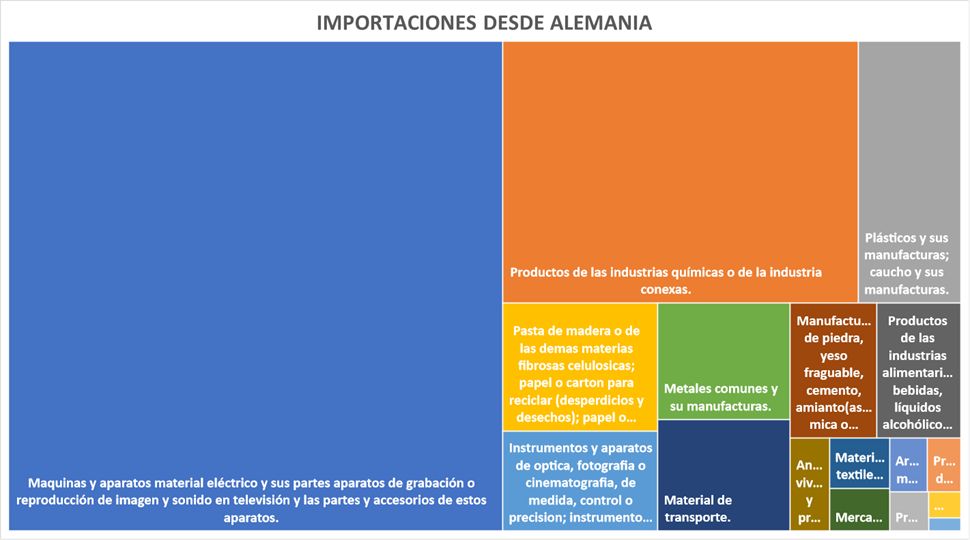 IMPORTACIONES DESDE ALEMANIA
Maquinas y aparatos material eléctrico y sus partes aparatos de grabación o
reproducción de imagen y sonido en televisión y las partes y accesorios de estos
aparatos.
Productos de las industrias químicas o de la industria
conexas.
Plásticos y sus
manufacturas;
caucho y sus
manufacturas.
Pasta de madera o de
las demas materias
fibrosas celulosicas;
papel o carton para
reciclar (desperdicios y
desechos); papel o...
Instrumentos y aparatos
de optica, fotografia o
cinematografia, de
medida, control o
precision; instrumento...
Metales comunes y
su manufacturas.
Material de
transporte.
Manufactu...
de piedra,
yeso
fraguable,
cemento,
amianto(as...
mica o...
Productos
de las
industrias
alimentari...
bebidas,
líquidos
alcohólico...
An...
viv...
y
pr...
Materi...
textile...
Merca...
Ar...
m...
Pr...
Pr...
d...
...